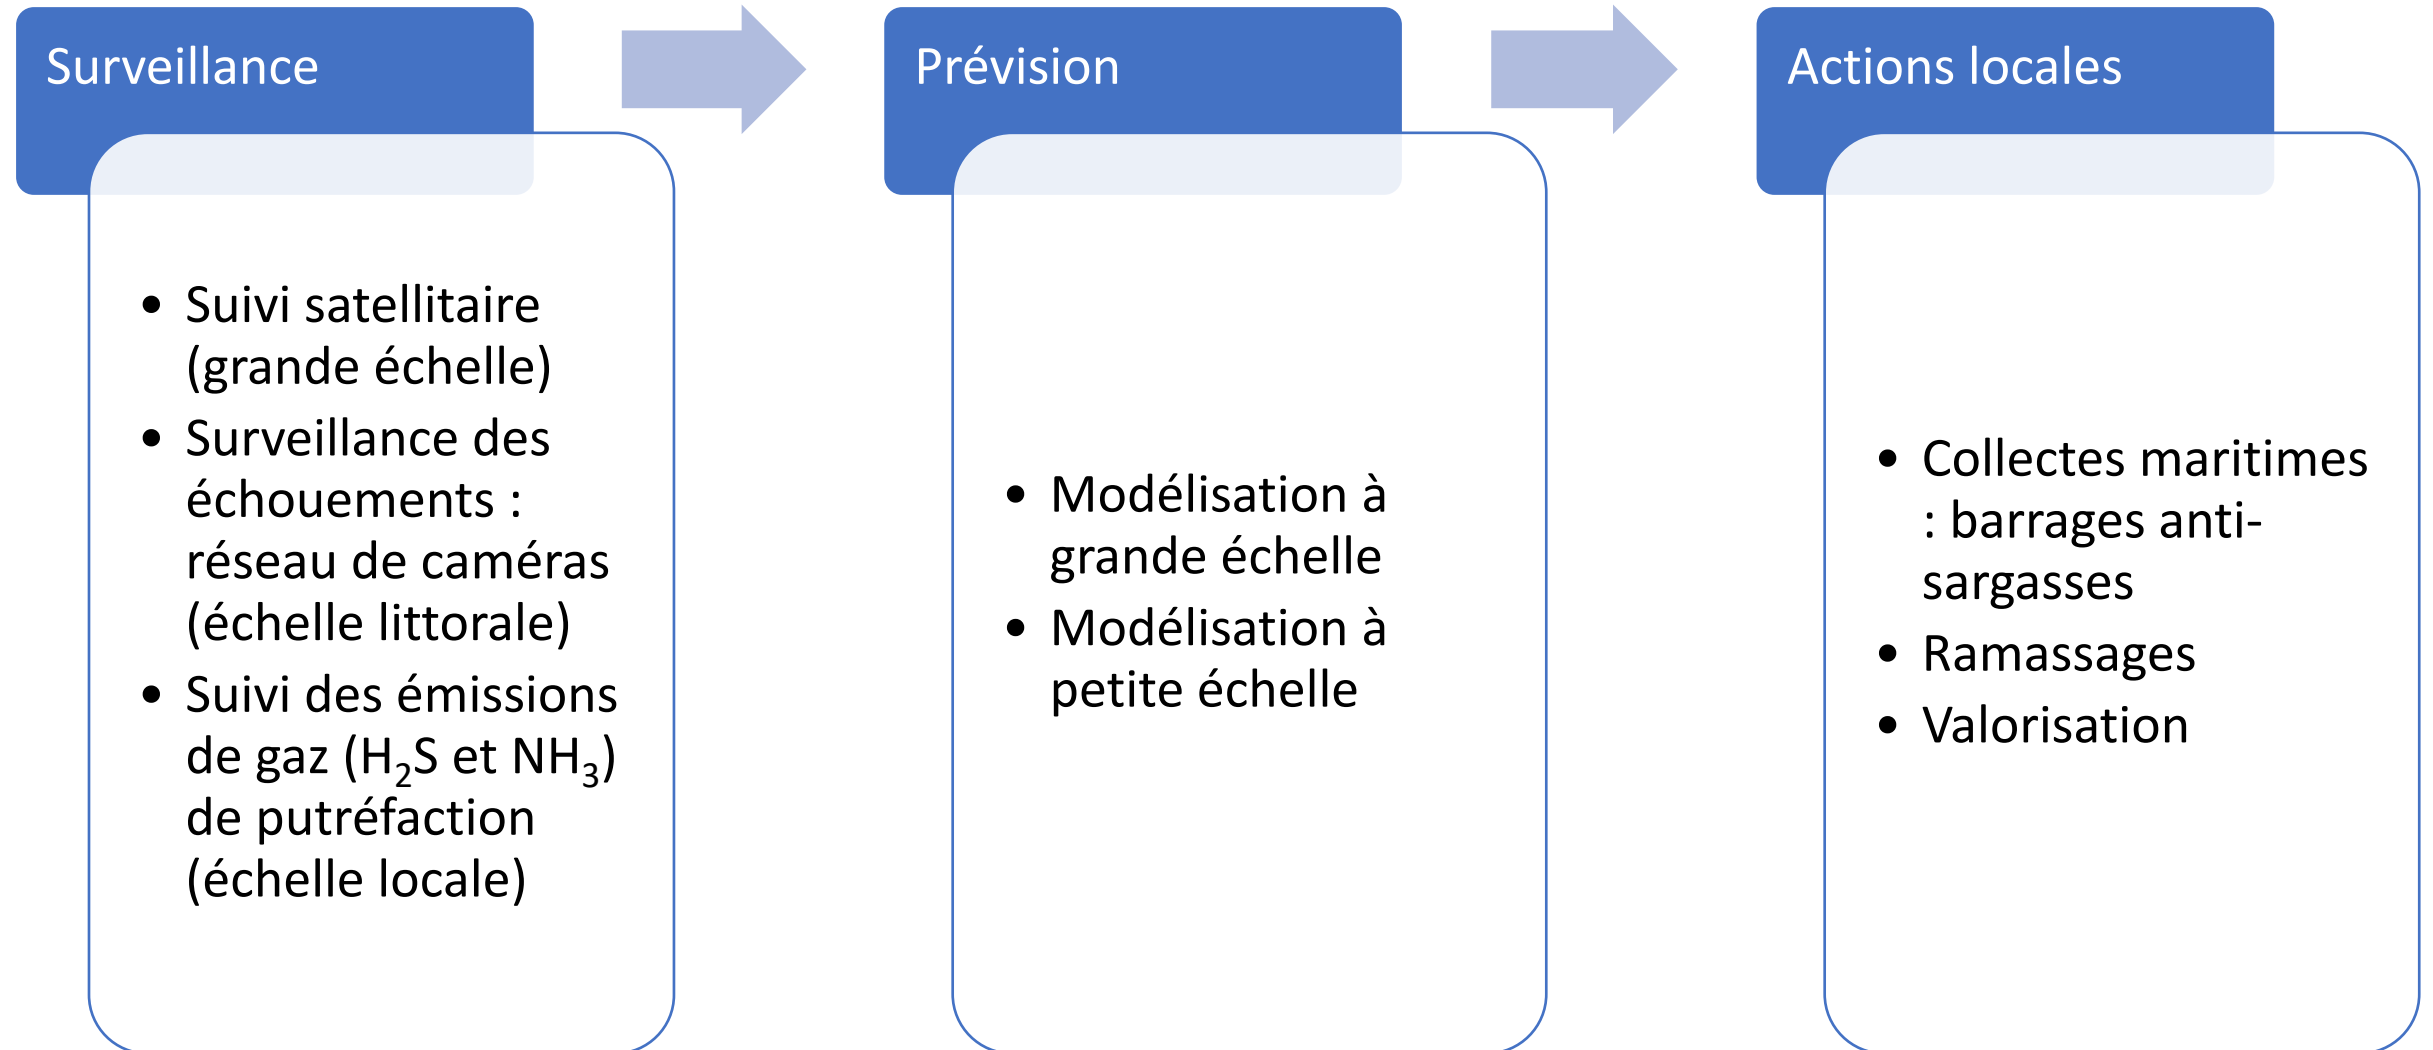 Surveillance
• Suivi satellitaire
(grande échelle)
• Surveillance des
échouements :
réseau de caméras
(échelle littorale)
• Suivi des émissions
de gaz (H₂S et NH₃)
de putréfaction
(échelle locale)
Prévision
• Modélisation à
grande échelle
• Modélisation à
petite échelle
Actions locales
• Collectes maritimes
: barrages anti-
sargasses
• Ramassages
• Valorisation